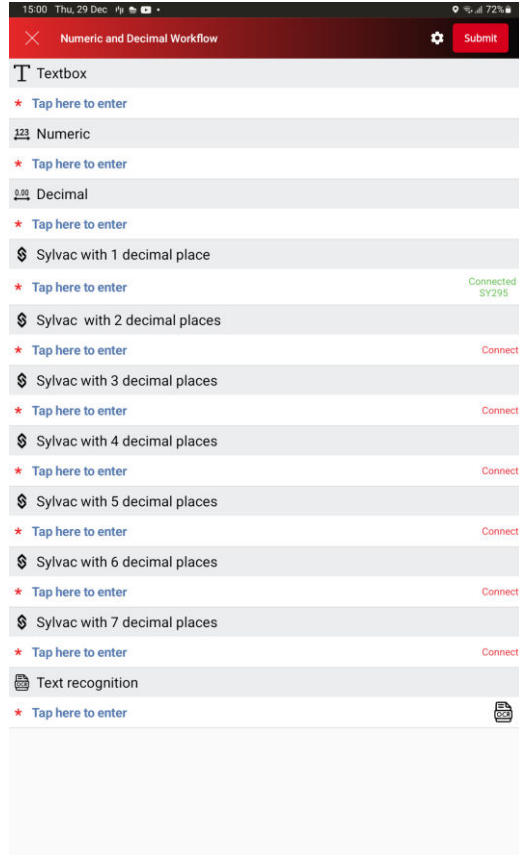 15:00 Thu, 29 Dec 72%
Numeric and Decimal Workflow Submit
T Textbox
* Tap here to enter
123 Numeric
* Tap here to enter
0.00 Decimal
* Tap here to enter
Sylvac with 1 decimal place
* Tap here to enter Connected
SY295
Sylvac with 2 decimal places
* Tap here to enter Connect
Sylvac with 3 decimal places
* Tap here to enter Connect
Sylvac with 4 decimal places
* Tap here to enter Connect
Sylvac with 5 decimal places
* Tap here to enter Connect
Sylvac with 6 decimal places
* Tap here to enter Connect
Sylvac with 7 decimal places
* Tap here to enter Connect
OCR Text recognition
* Tap here to enter OCR